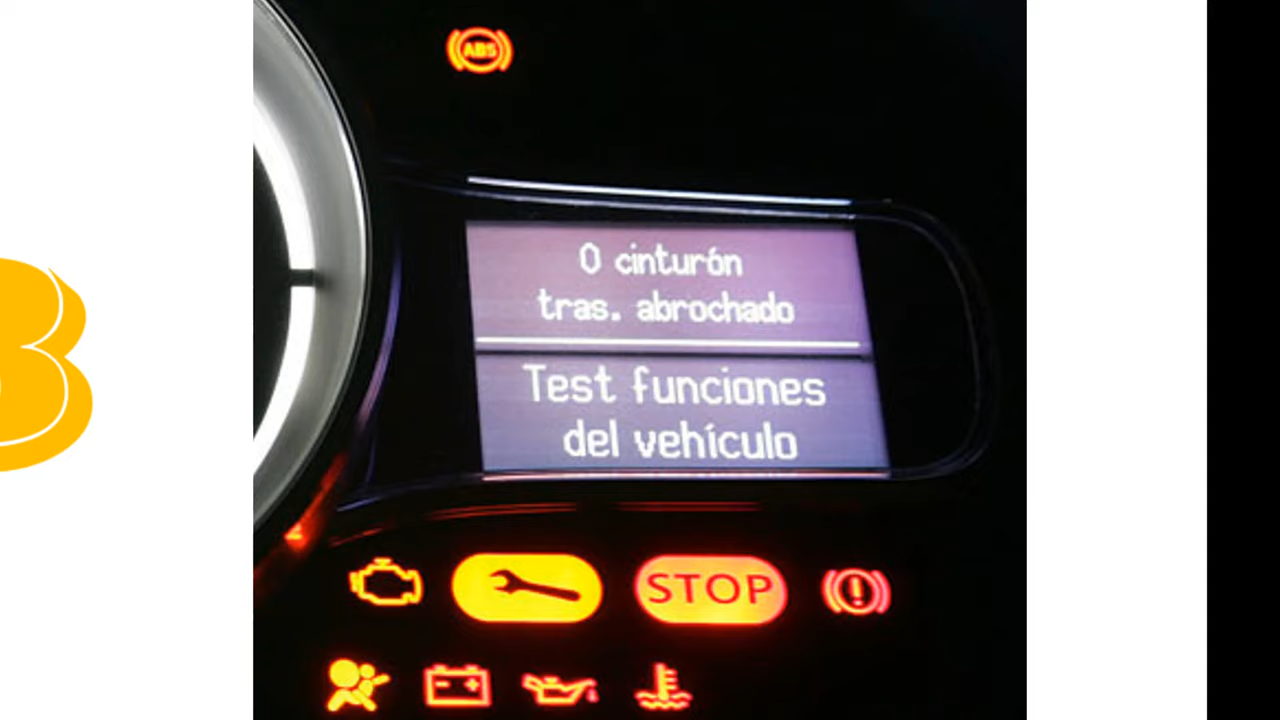 ABS
0 cinturón
tras. abrochado
Test funciones
del vehículo
STOP